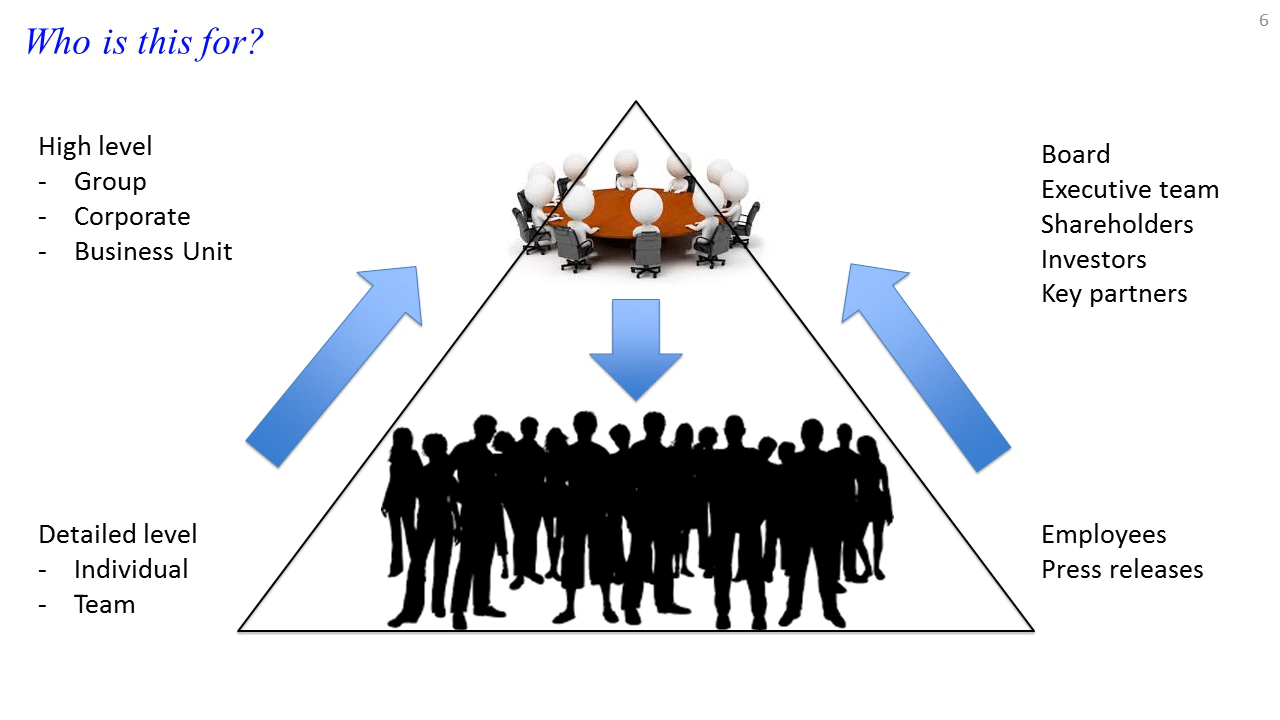 6
Who is this for?
High level
- Group
- Corporate
- Business Unit
Board
Executive team
Shareholders
Investors
Key partners
Detailed level
- Individual
- Team
Employees
Press releases